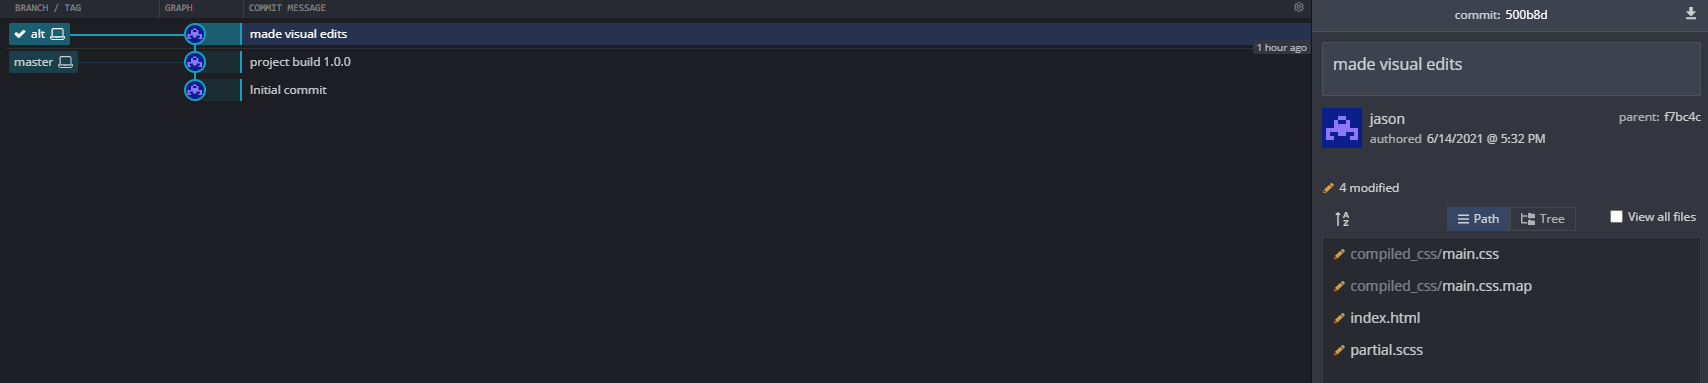 BRANCH / TAG GRAPH COMMIT MESSAGE
alt made visual edits
1 hour ago
master project build 1.0.0
Initial commit
commit: 500b8d
made visual edits
jason parent: f7bc4c
authored 6/14/2021 @ 5:32 PM
4 modified
A Z Path Tree View all files
compiled_css/main.css
compiled_css/main.css.map
index.html
partial.scss